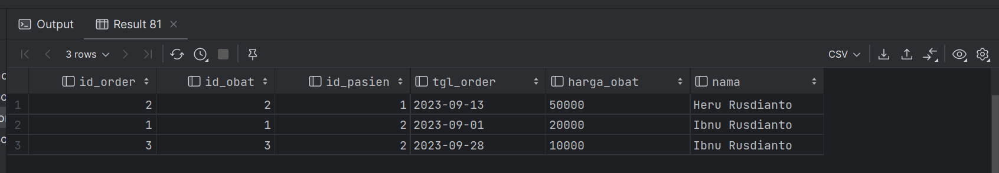 Output Result 81
3 rows CSV
id_order id_obat id_pasien tgl_order harga_obat nama
1 2 2 1 2023-09-13 50000 Heru Rusdianto
2 1 1 2 2023-09-01 20000 Ibnu Rusdianto
3 3 3 2 2023-09-28 10000 Ibnu Rusdianto